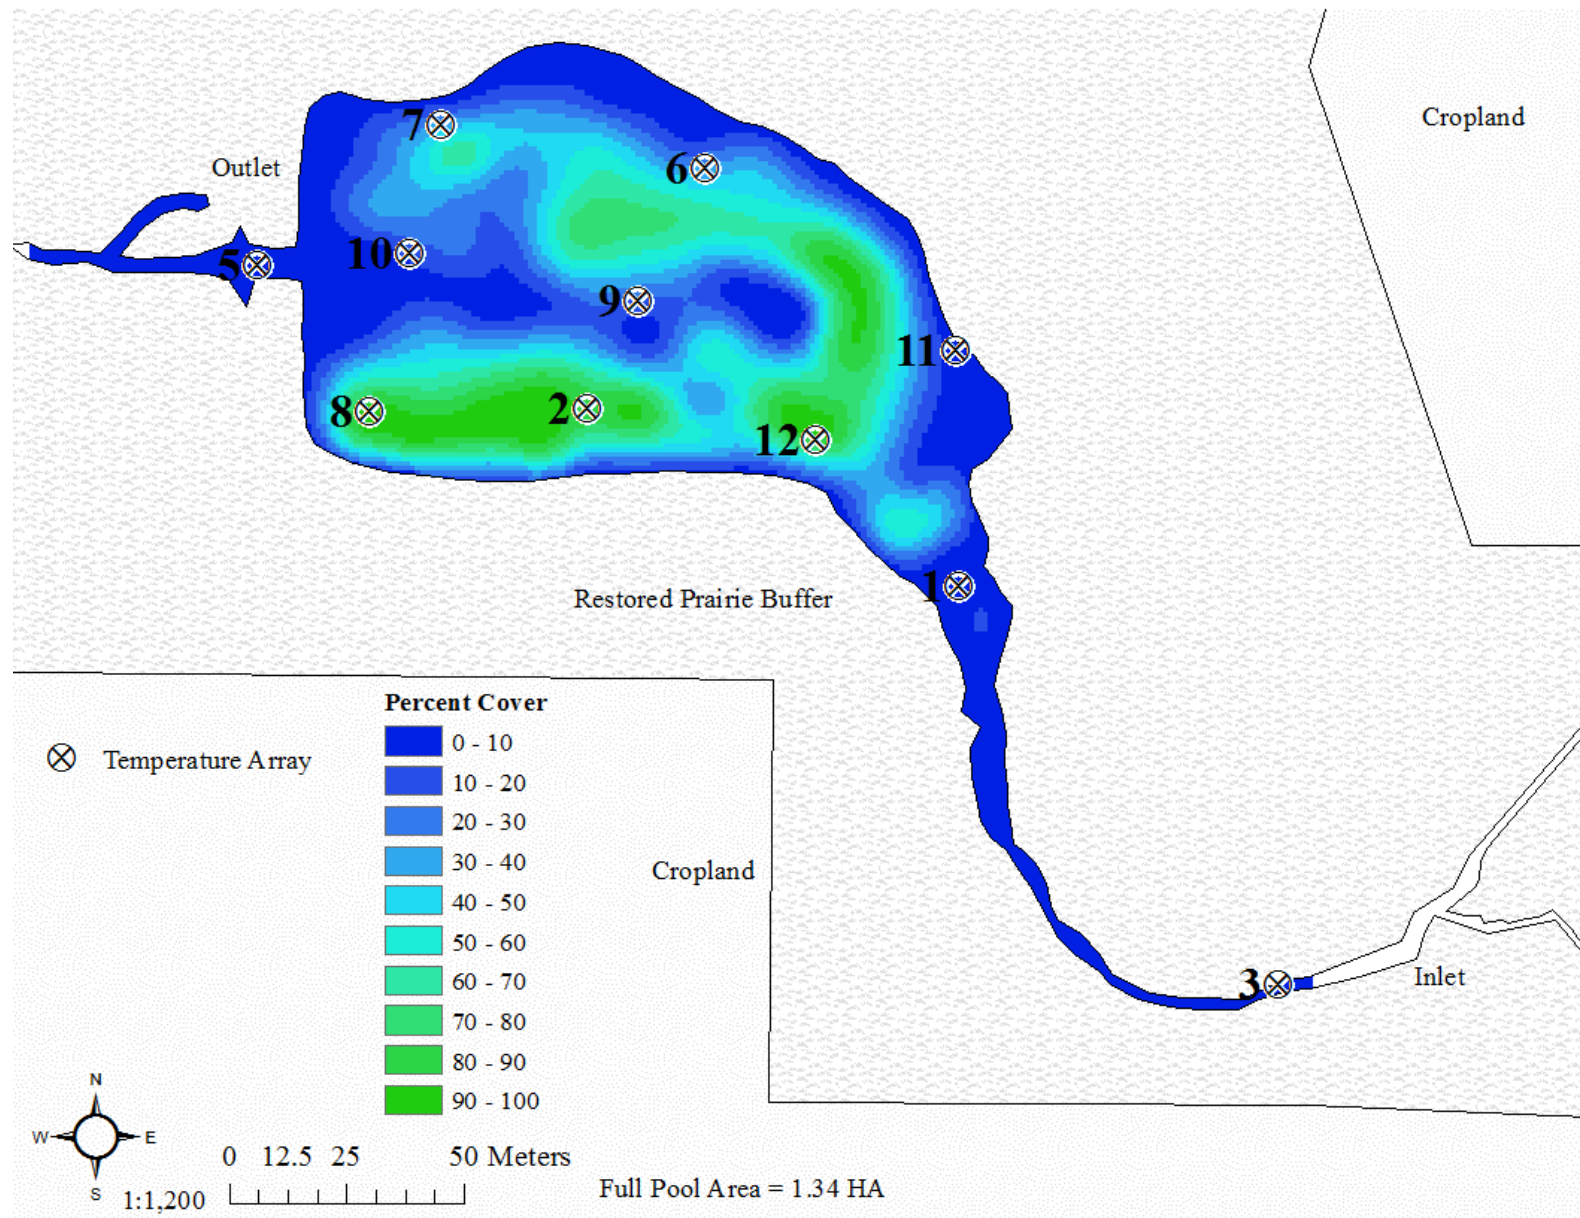 Cropland
7
Outlet
6
10
5
9
11
8
2
12
1
Restored Prairie Buffer
Percent Cover
0 - 10
Temperature Array
10 - 20
20 - 30
30 - 40
Cropland
40 - 50
50 - 60
60 - 70
3
Inlet
70 - 80
80 - 90
90 - 100
N
W E
S
0 12.5 25 50 Meters
1:1,200
Full Pool Area = 1.34 HA